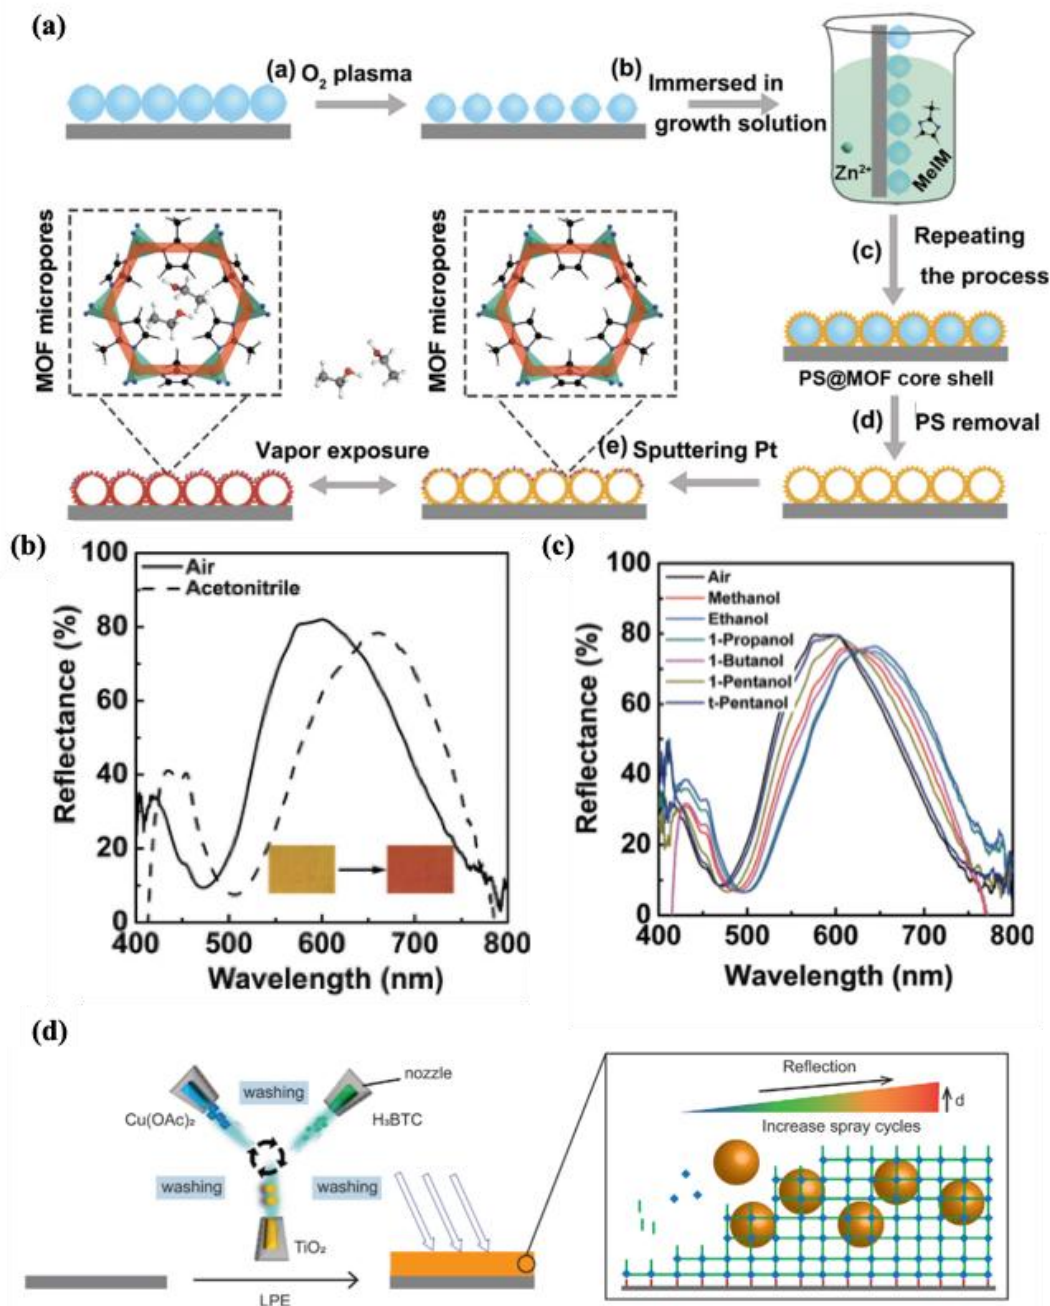 (a)
(a) O₂ plasma
(b) Immersed in
growth solution
Zn²⁺
MeIM
(c) Repeating
the process
PS@MOF core shell
(d) PS removal
MOF micropores
MOF micropores
Vapor exposure
(e) Sputtering Pt
(b)
100
80
60
40
20
0
Reflectance (%)
Air
Acetonitrile
400 500 600 700 800
Wavelength (nm)
(c)
100
80
60
40
20
0
Reflectance (%)
Air
Methanol
Ethanol
1-Propanol
1-Butanol
1-Pentanol
t-Pentanol
400 500 600 700 800
Wavelength (nm)
(d)
washing
nozzle
Cu(OAc)₂
H₃BTC
washing
washing
TiO₂
LPE
Reflection
d
Increase spray cycles